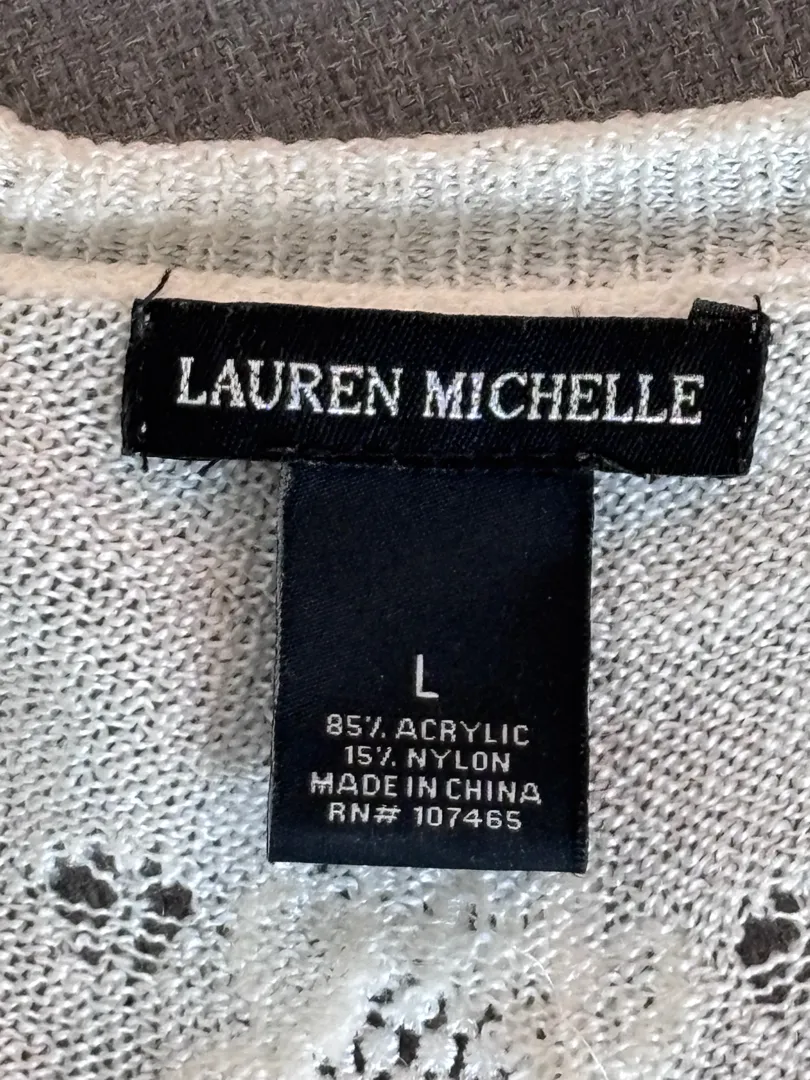 LAUREN MICHELLE
L
85% ACRYLIC
15% NYLON
MADE IN CHINA
RN# 107465